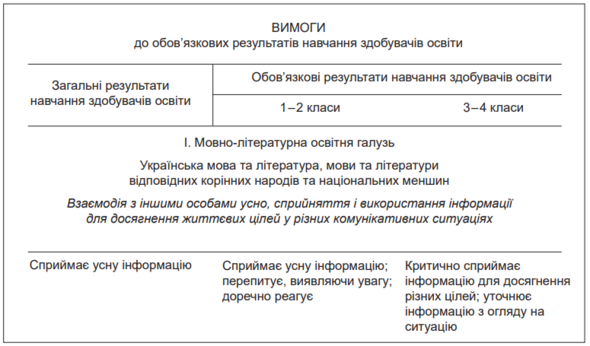 ВИМОГИ
до обов’язкових результатів навчання здобувачів освіти
Загальні результати
навчання здобувачів освіти
Обов’язкові результати навчання здобувачів освіти
1–2 класи
3–4 класи
І. Мовно-літературна освітня галузь
Українська мова та література, мови та літератури
відповідних корінних народів та національних меншин
Взаємодія з іншими особами усно, сприйняття і використання інформації
для досягнення життєвих цілей у різних комунікативних ситуаціях
Сприймає усну інформацію
Сприймає усну інформацію;
перепитує, виявляючи увагу;
доречно реагує
Критично сприймає
інформацію для досягнення
різних цілей; уточнює
інформацію з огляду на
ситуацію